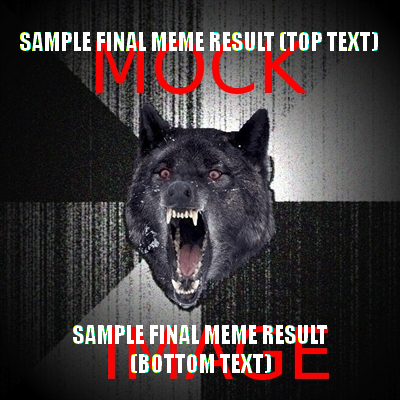 SAMPLE FINAL MEME RESULT (TOP TEXT)
MOCK
SAMPLE FINAL MEME RESULT
(BOTTOM TEXT)
IMAGE